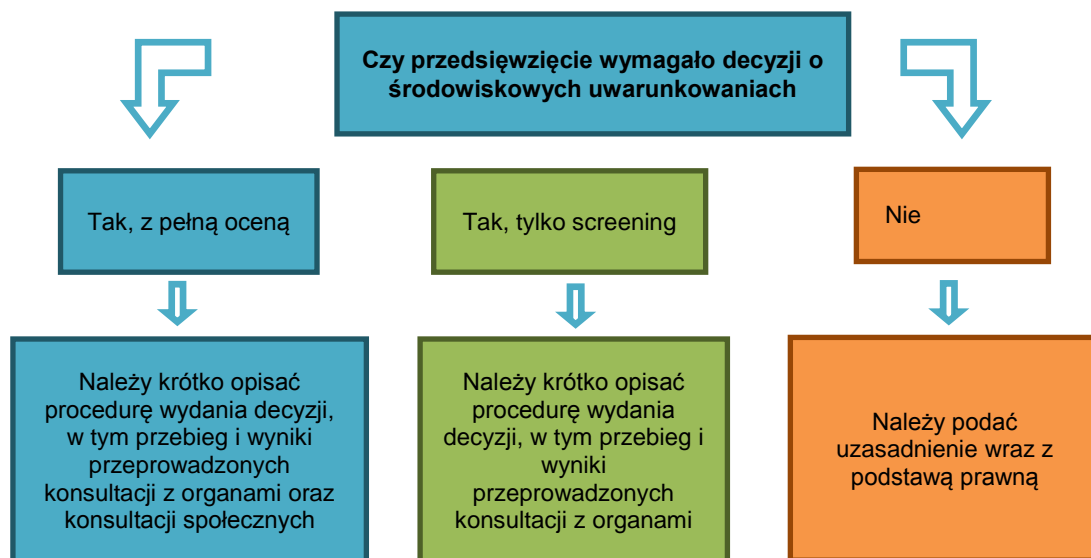 Czy przedsięwzięcie wymagało decyzji o
środowiskowych uwarunkowaniach
Tak, z pełną oceną
Tak, tylko screening
Nie
Należy krótko opisać
procedurę wydania decyzji,
w tym przebieg i wyniki
przeprowadzonych
konsultacji z organami oraz
konsultacji społecznych
Należy krótko opisać
procedurę wydania
decyzji, w tym przebieg i
wyniki
przeprowadzonych
konsultacji z organami
Należy podać
uzasadnienie wraz z
podstawą prawną